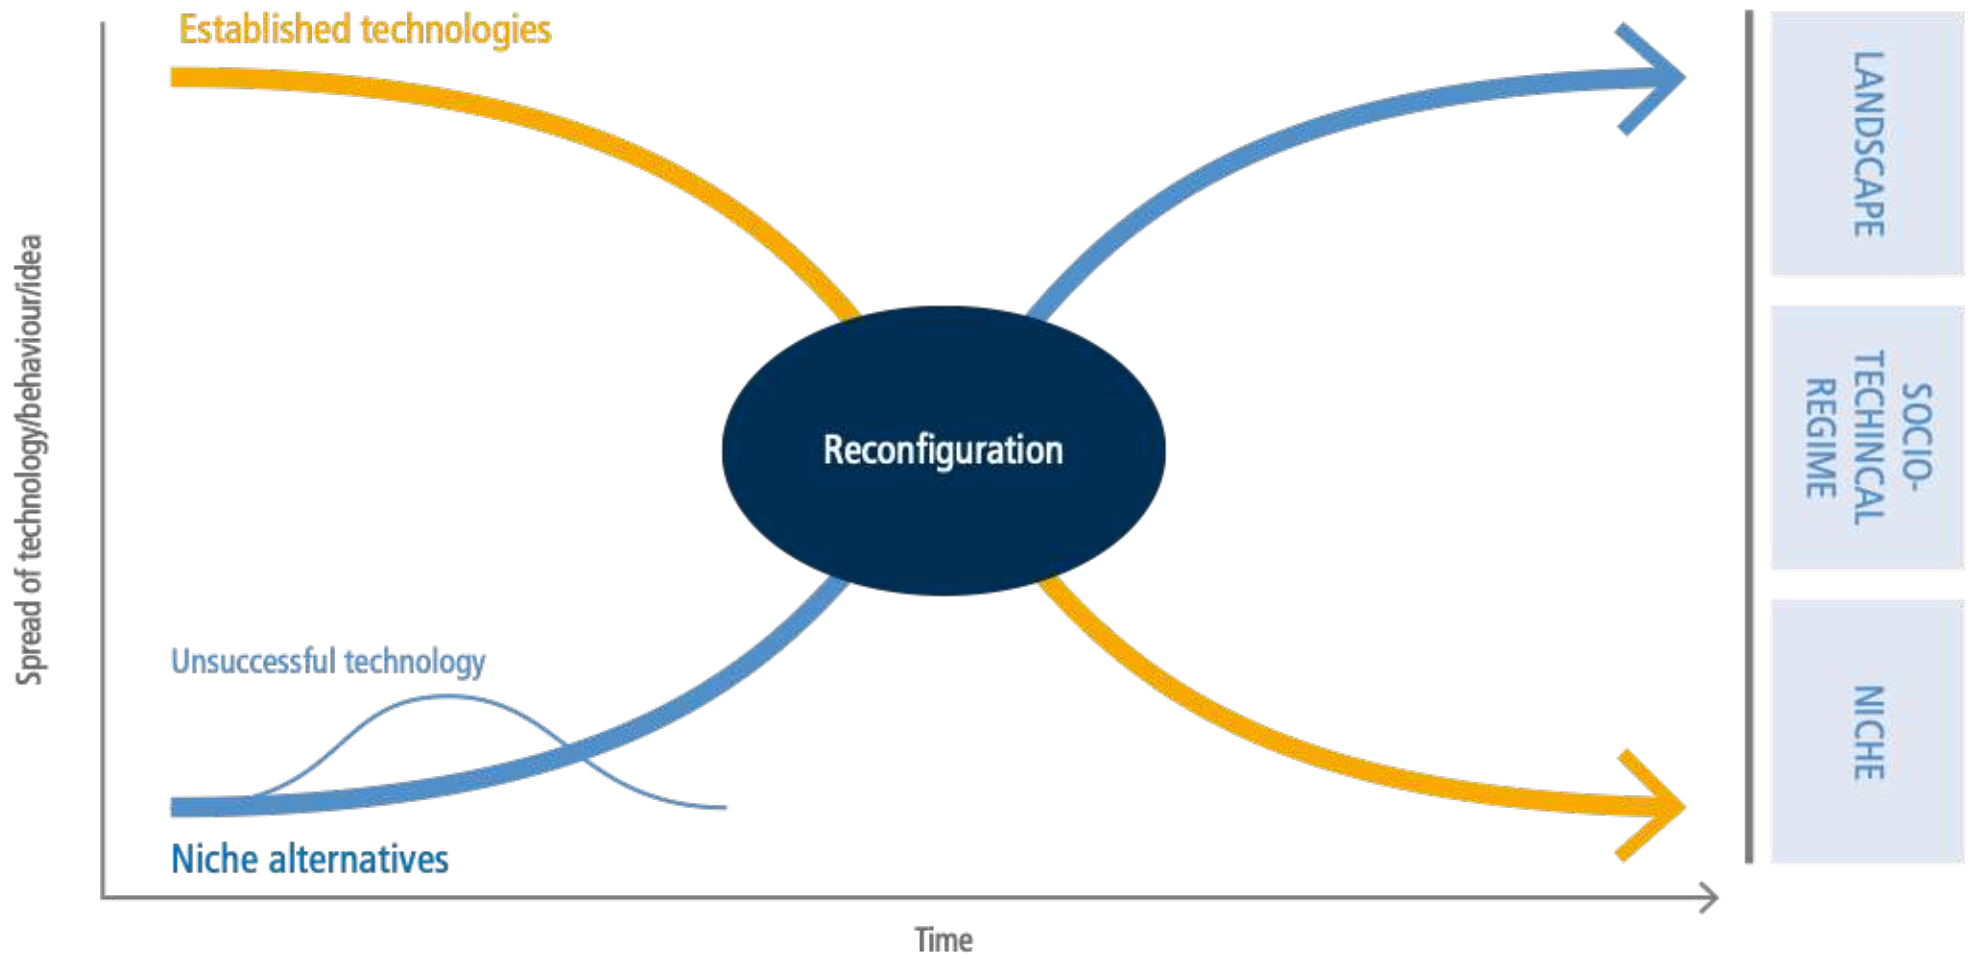 Established technologies
Spread of technology/behaviour/idea
Reconfiguration
Unsuccessful technology
Niche alternatives
Time
LANDSCAPE
SOCIO-
TECHINCAL
REGIME
NICHE